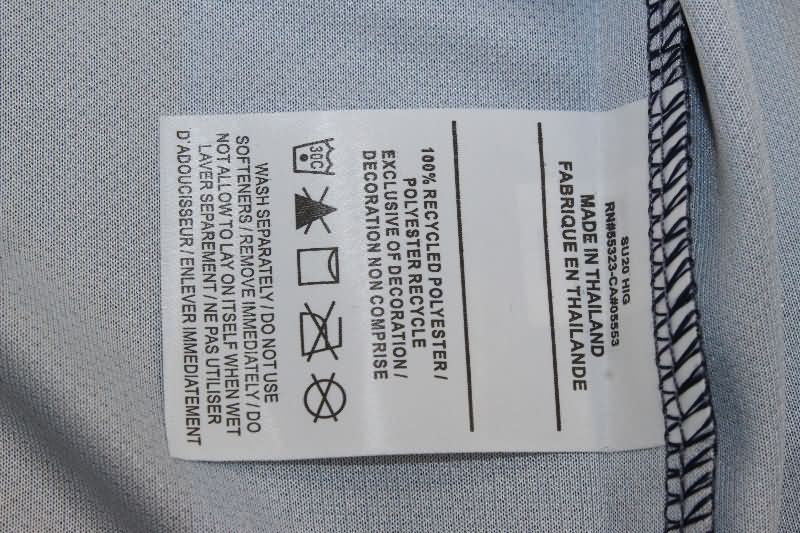 SU20 HIG
RN#65323-CA#05553
MADE IN THAILAND
FABRIQUE EN THAILANDE
100% RECYCLED POLYESTER /
POLYESTER RECYCLE
EXCLUSIVE OF DECORATION /
DECORATION NON COMPRISE
30C
WASH SEPARATELY / DO NOT USE
SOFTENERS / REMOVE IMMEDIATELY / DO
NOT ALLOW TO LAY ON ITSELF WHEN WET
LAVER SEPAREMENT / NE PAS UTILISER
D'ADOUCISSEUR / ENLEVER IMMEDIATEMENT